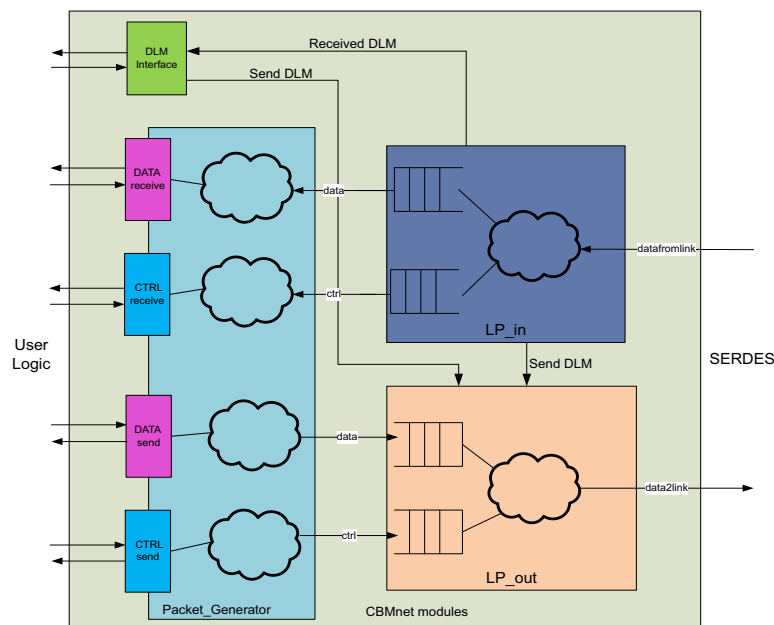 DLM
Interface
Received DLM
Send DLM
DATA
receive
data
datafromlink
CTRL
receive
ctrl
LP_in
User
Logic
SERDES
Send DLM
DATA
send
data
data2link
CTRL
send
ctrl
LP_out
Packet_Generator
CBMnet modules